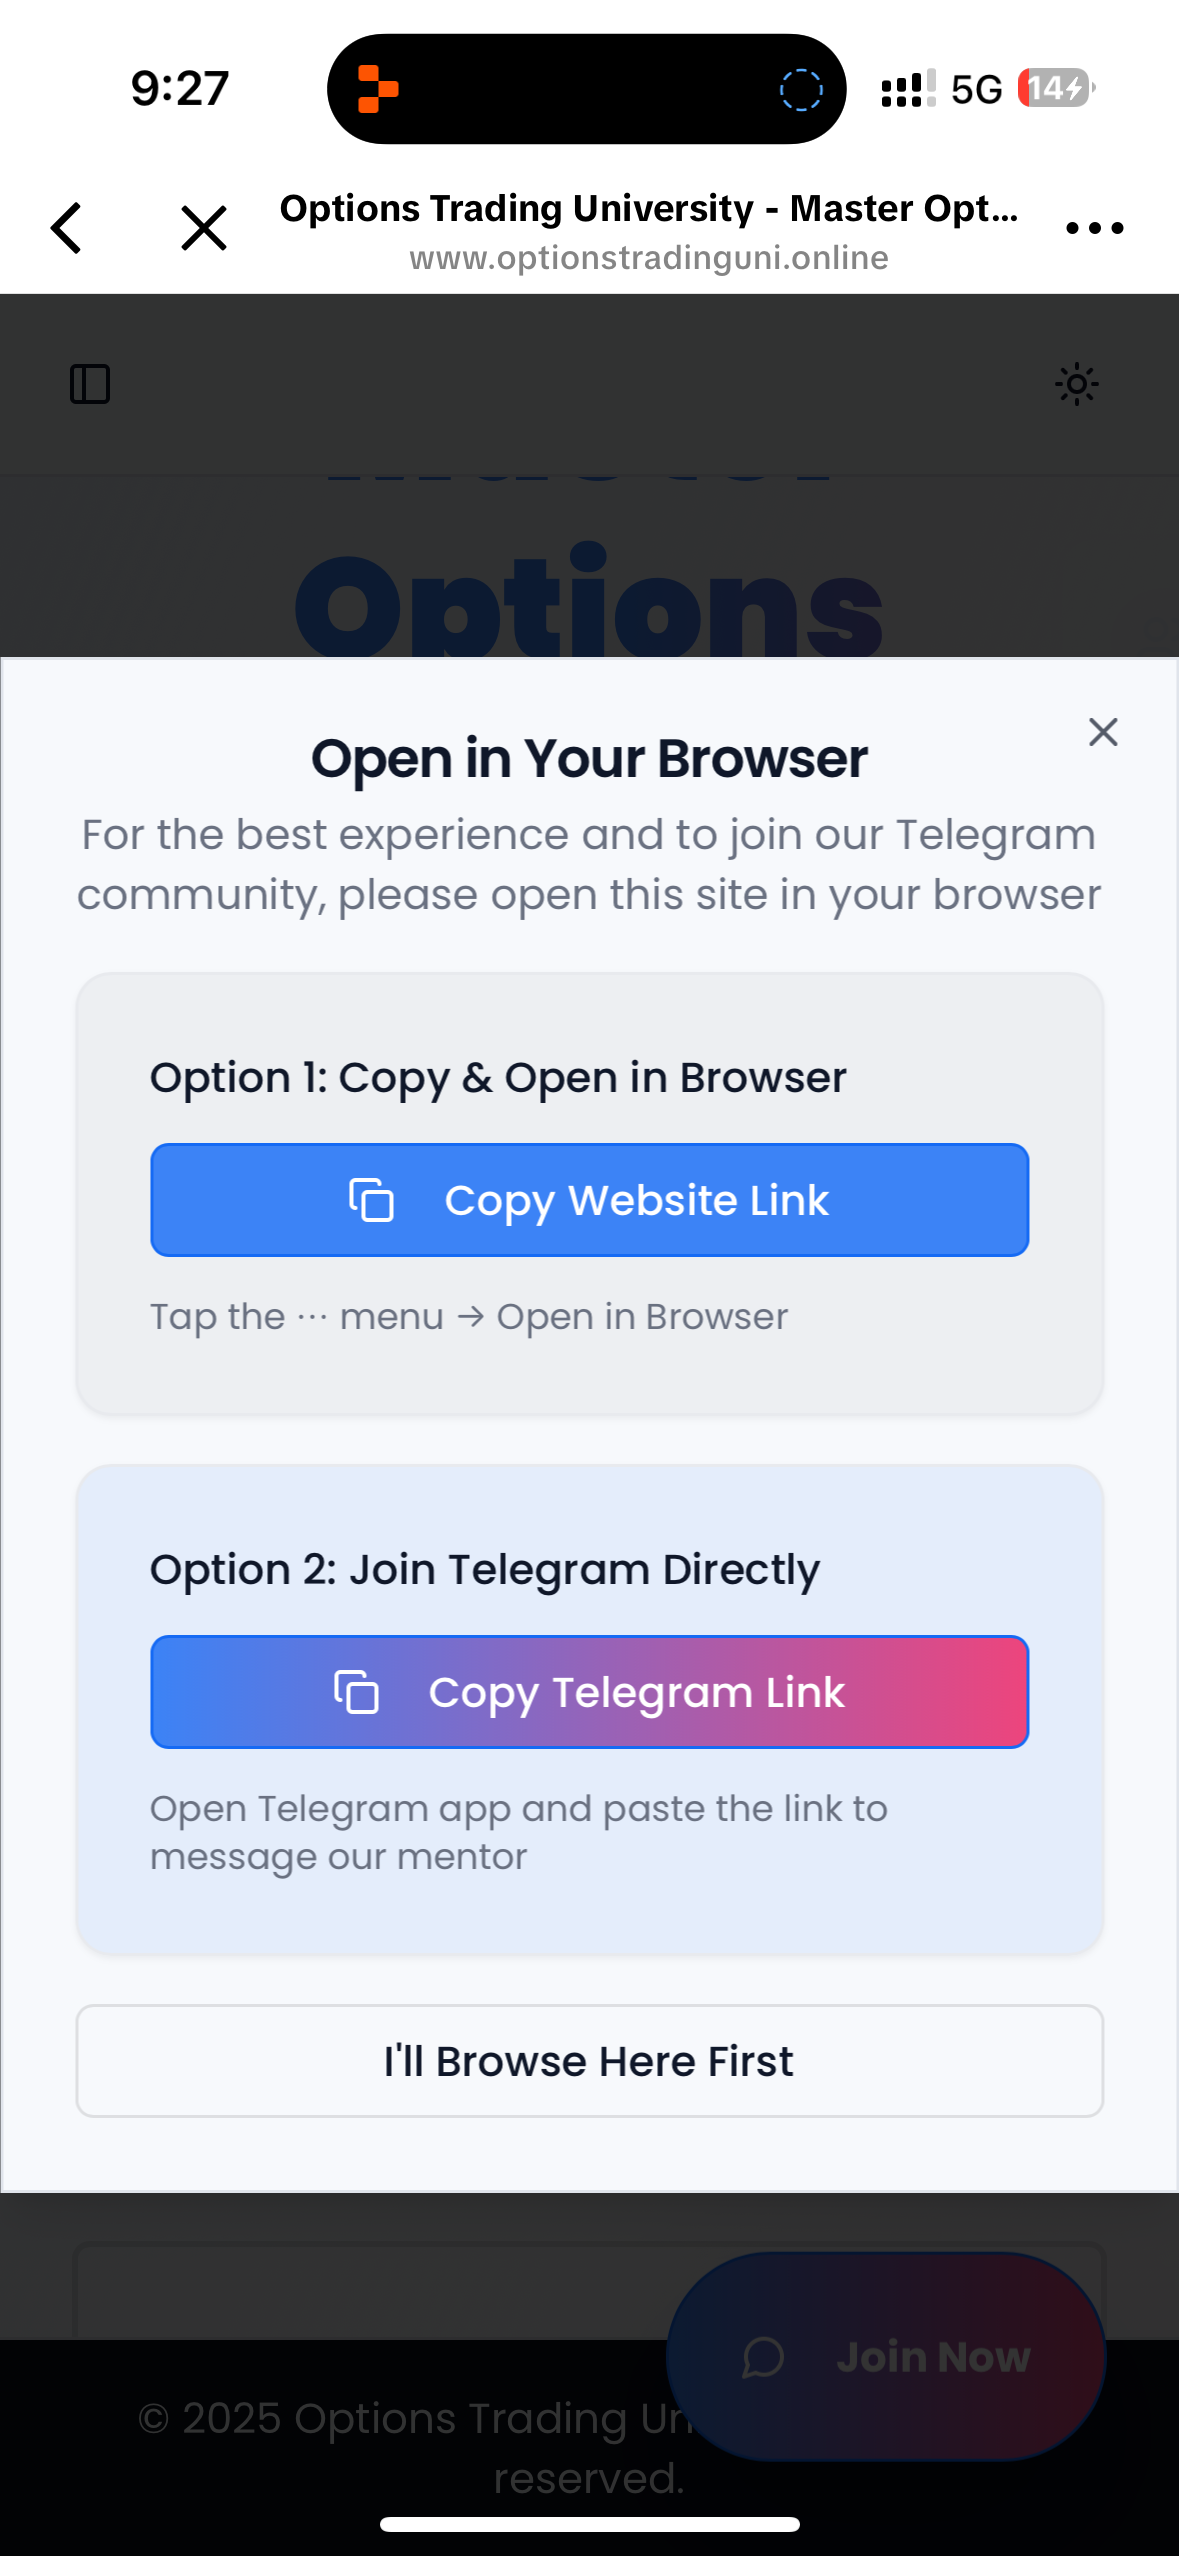 9:27
5G
14
Options Trading University - Master Opt...
www.optionstradinguni.online
Master
Options
Open in Your Browser
For the best experience and to join our Telegram
community, please open this site in your browser
Option 1: Copy & Open in Browser
Copy Website Link
Tap the ··· menu → Open in Browser
Option 2: Join Telegram Directly
Copy Telegram Link
Open Telegram app and paste the link to
message our mentor
I'll Browse Here First
Join Now
© 2025 Options Trading Un
reserved.